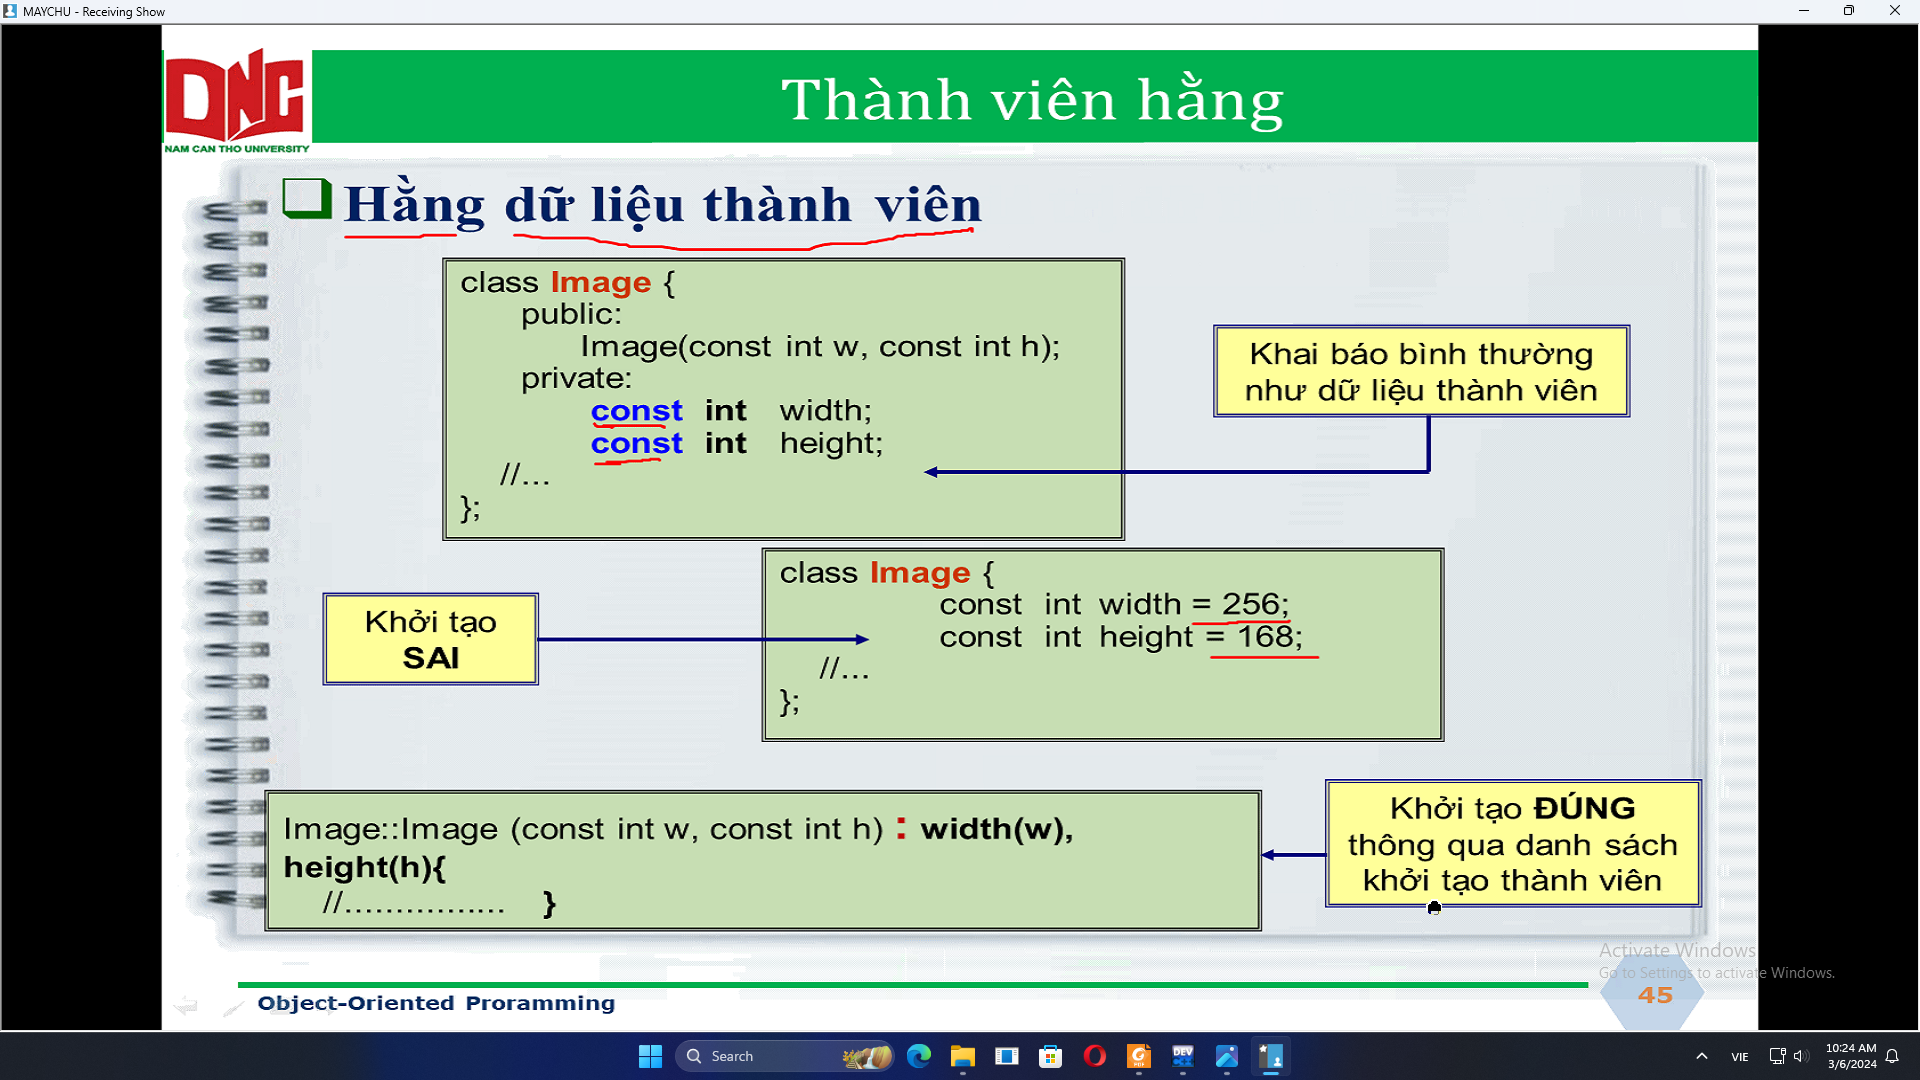 MAYCHU - Receiving Show
DNC
NAM CAN THO UNIVERSITY
Thành viên hằng
Hằng dữ liệu thành viên
class Image {
public:
Image(const int w, const int h);
private:
const int width;
const int height;
//...
};
Khai báo bình thường
như dữ liệu thành viên
class Image {
const int width = 256;
const int height = 168;
//...
};
Khởi tạo
SAI
Image::Image (const int w, const int h) : width(w),
height(h){
//................ }
Khởi tạo ĐÚNG
thông qua danh sách
khởi tạo thành viên
Activate Windows
Go to Settings to activate Windows.
Object-Oriented Proramming
45
Search
DEV
VIE
10:24 AM
3/6/2024